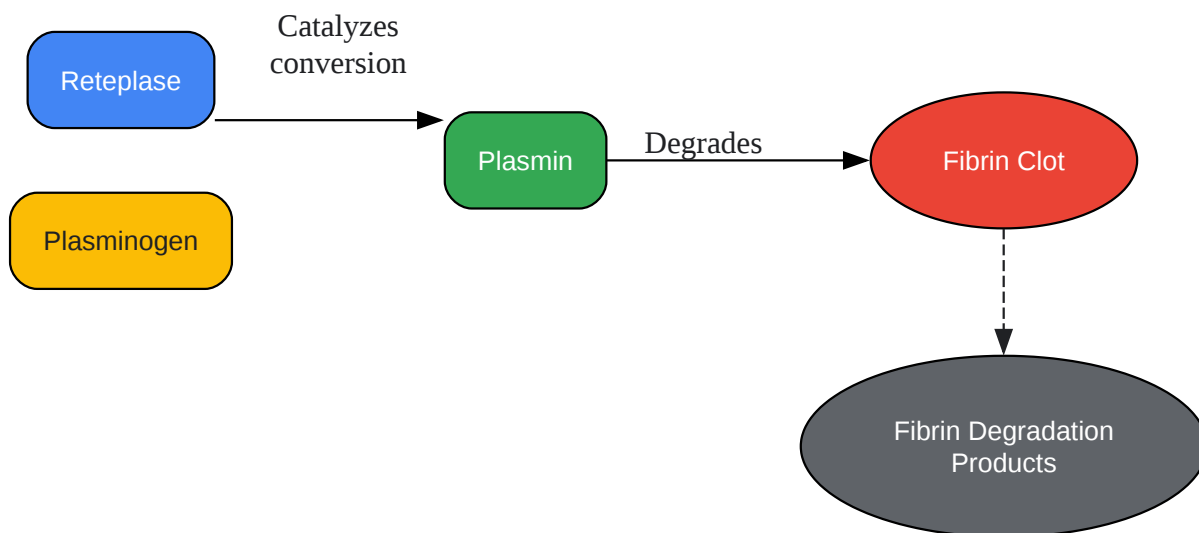 Catalyzes
conversion
Reteplase
Plasmin
Degrades
Fibrin Clot
Plasminogen
Fibrin Degradation
Products